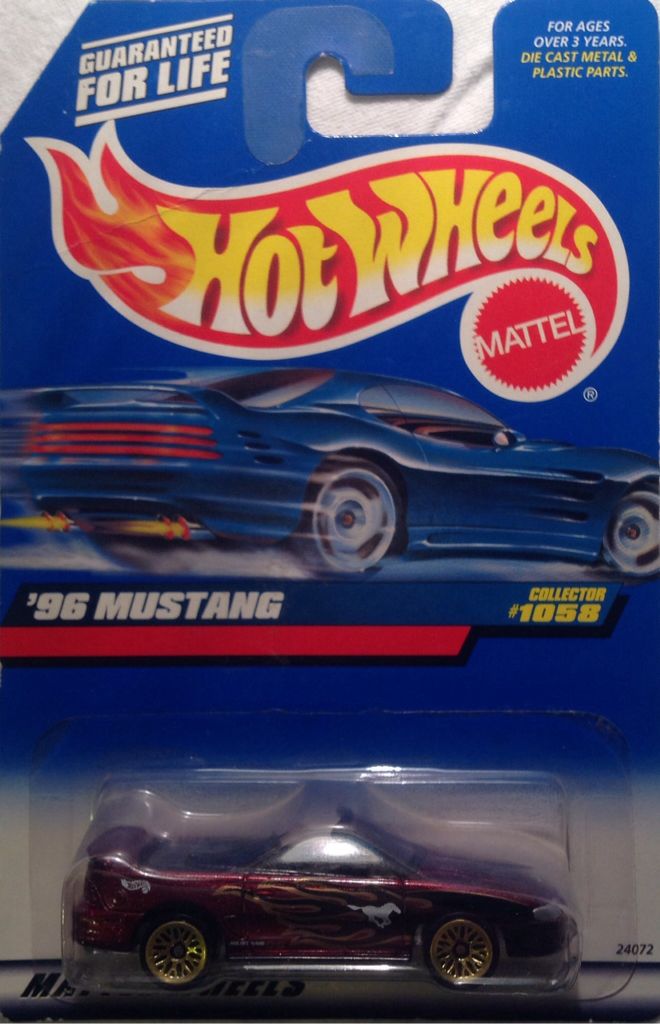 GUARANTEED
FOR LIFE
FOR AGES
OVER 3 YEARS.
DIE CAST METAL &
PLASTIC PARTS.
HOT WHEELS
MATTEL
®
'96 MUSTANG
COLLECTOR
#1058
24072
WHEELS